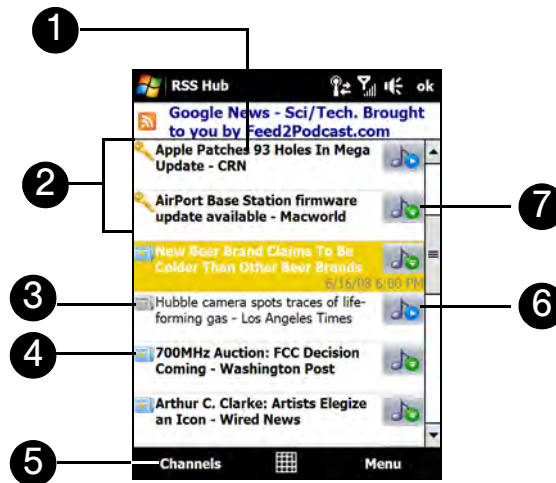 1
RSS Hub ok
Google News - Sci/Tech. Brought
to you by Feed2Podcast.com
2
Apple Patches 93 Holes In Mega
Update - CRN
AirPort Base Station firmware
update available - Macworld
7
New Beer Brand Claims To Be
Colder Than Other Beer Brands
6/16/08 6:00 PM
3
Hubble camera spots traces of life-
forming gas - Los Angeles Times
6
4
700MHz Auction: FCC Decision
Coming - Washington Post
Arthur C. Clarke: Artists Elegize
an Icon - Wired News
5
Channels Menu